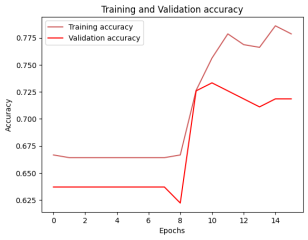 Training and Validation accuracy
Training accuracy
Validation accuracy
0.775
0.750
0.725
0.700
0.675
0.650
0.625
Accuracy
0 2 4 6 8 10 12 14
Epochs